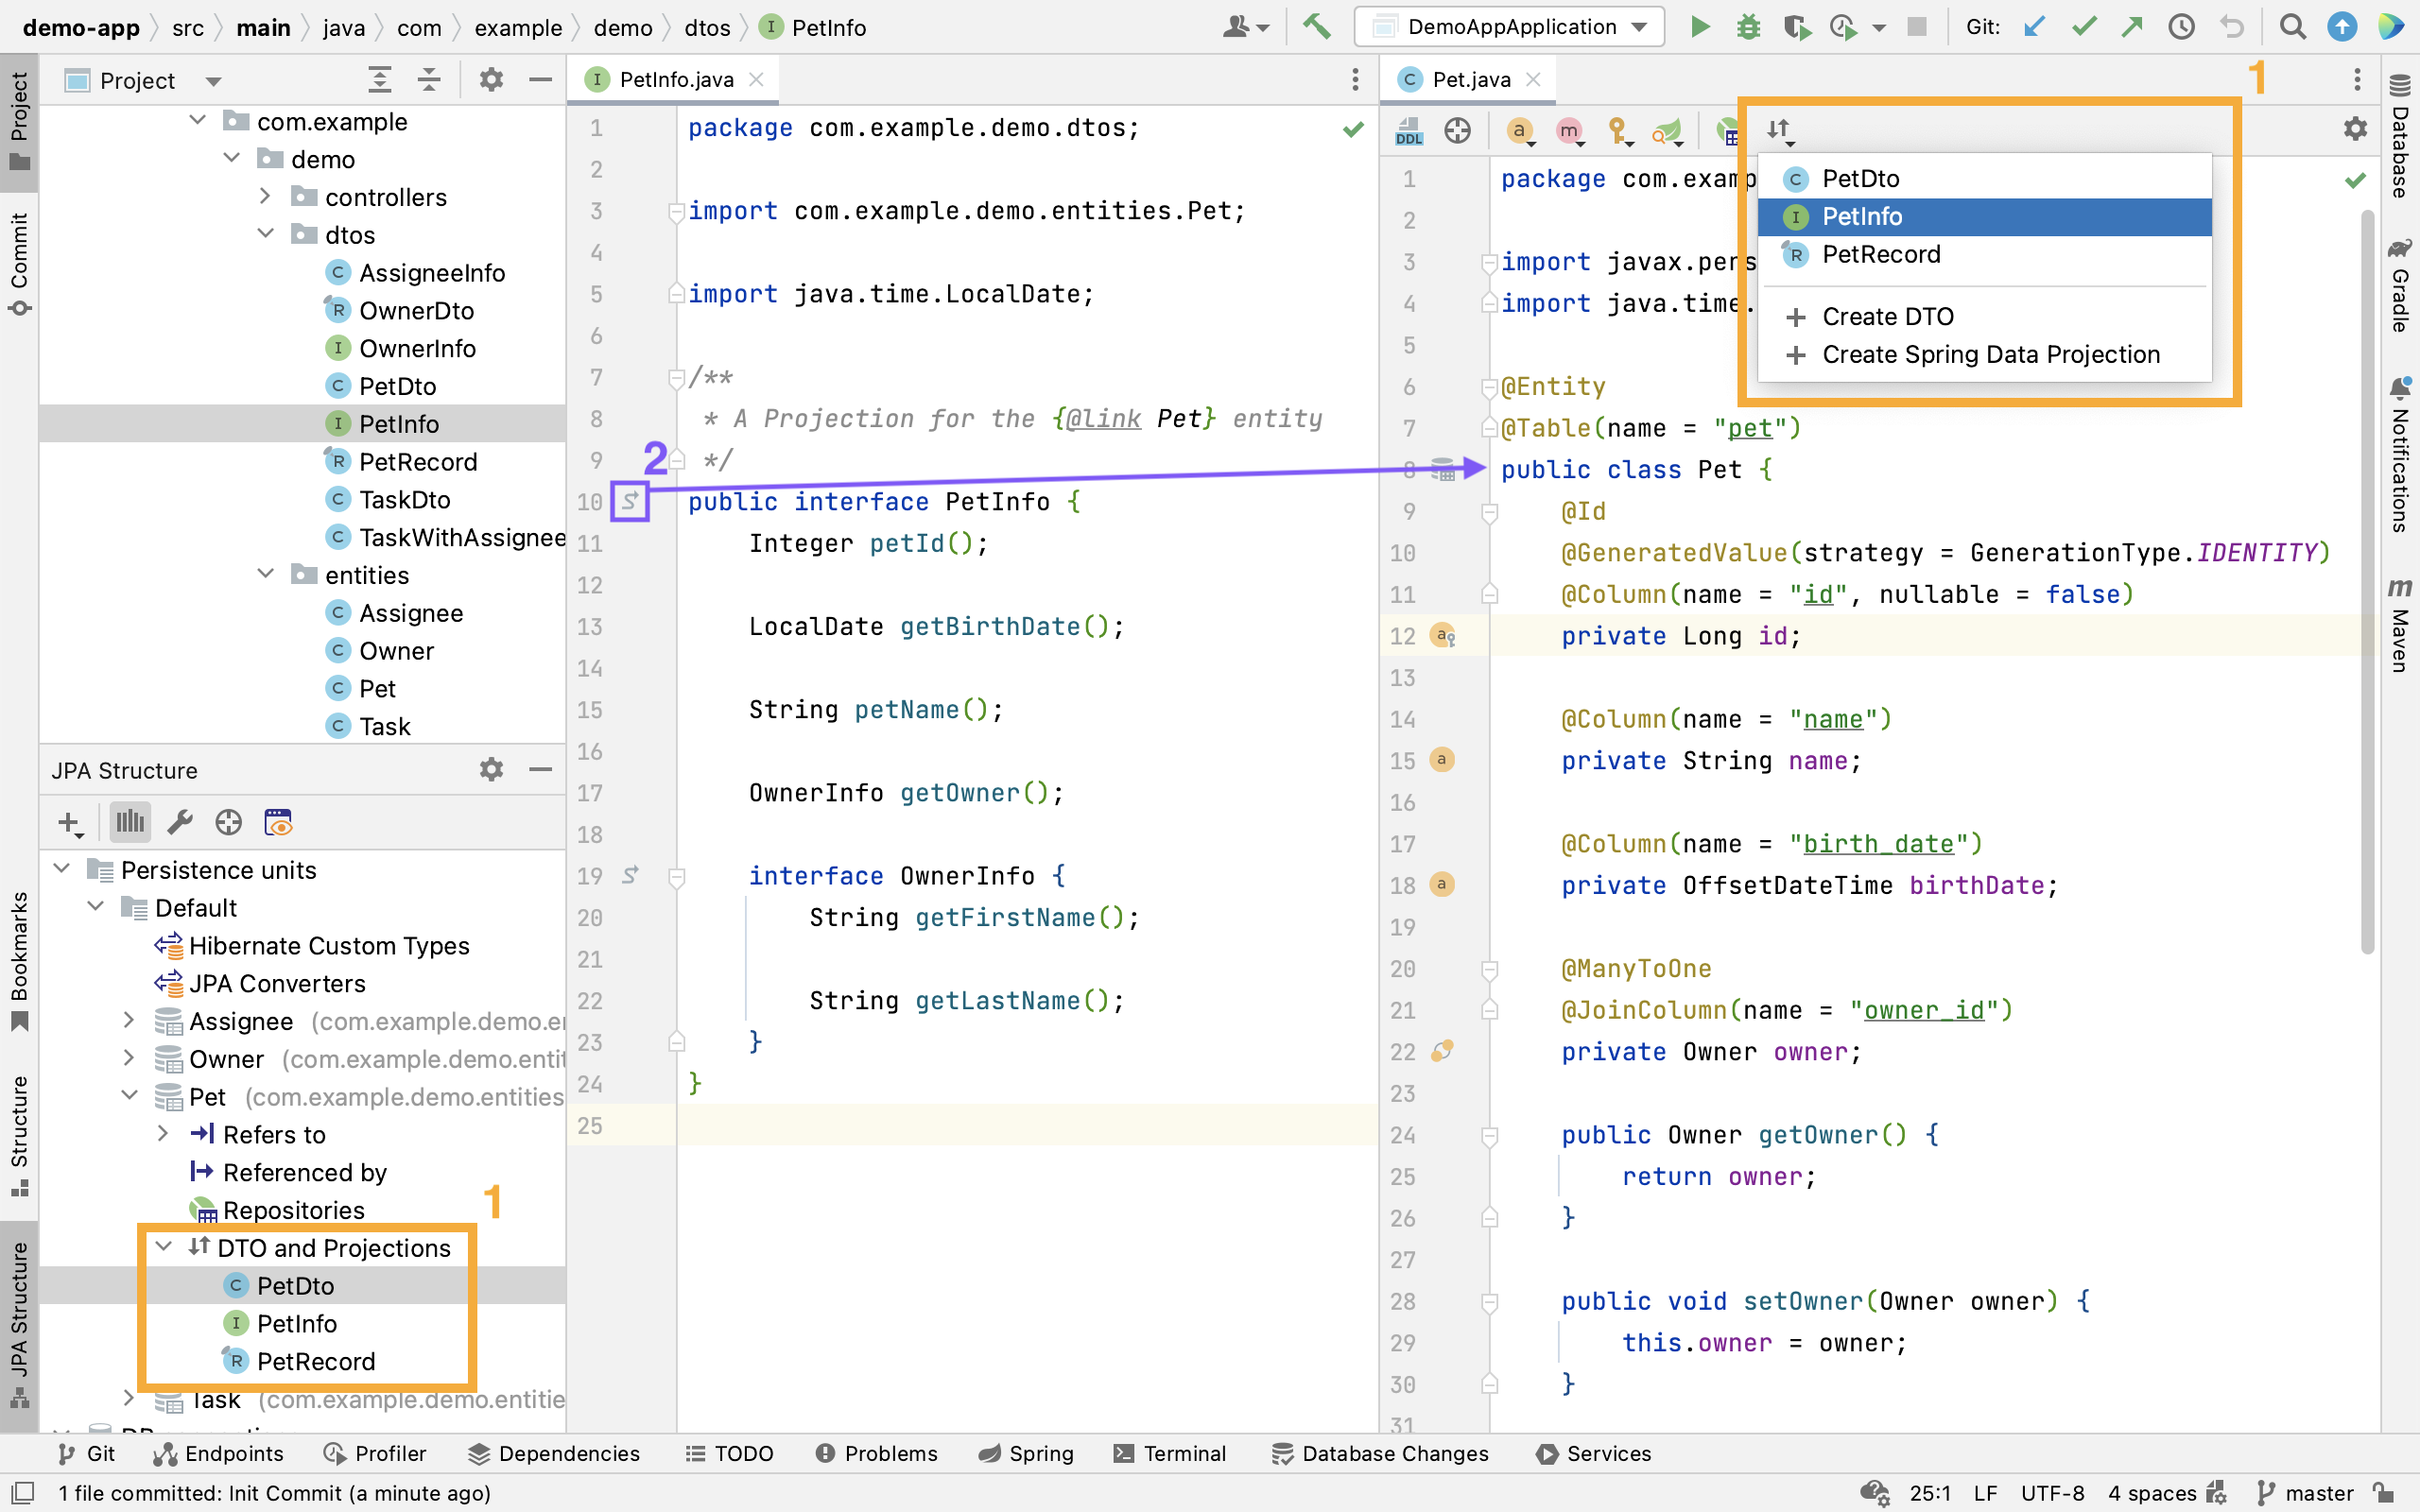 demo-app src main java com example demo dtos PetInfo
DemoAppApplication Git:
Project
Commit
Bookmarks
Structure
JPA Structure
Project
com.example
demo
controllers
dtos
AssigneeInfo
OwnerDto
OwnerInfo
PetDto
PetInfo
PetRecord
TaskDto
TaskWithAssignee
entities
Assignee
Owner
Pet
Task
JPA Structure
Persistence units
Default
Hibernate Custom Types
JPA Converters
Assignee (com.example.demo.e
Owner (com.example.demo.entit
Pet (com.example.demo.entities
Refers to
Referenced by
Repositories
1
DTO and Projections
PetDto
PetInfo
PetRecord
Task (com.example.demo.entitie
PetInfo.java
1 package com.example.demo.dtos;
2
3 import com.example.demo.entities.Pet;
4
5 import java.time.LocalDate;
6
7 /**
8 * A Projection for the {@link Pet} entity
9 */
2
10 public interface PetInfo {
11 Integer petId();
12
13 LocalDate getBirthDate();
14
15 String petName();
16
17 OwnerInfo getOwner();
18
19 interface OwnerInfo {
20 String getFirstName();
21
22 String getLastName();
23 }
24 }
25
Pet.java
1
DDL a m
PetDto
PetInfo
PetRecord
Create DTO
Create Spring Data Projection
1 package com.examp
2
3 import javax.pers
4 import java.time.
5
6 @Entity
7 @Table(name = "pet")
8 public class Pet {
9 @Id
10 @GeneratedValue(strategy = GenerationType.IDENTITY)
11 @Column(name = "id", nullable = false)
12 private Long id;
13
14 @Column(name = "name")
15 private String name;
16
17 @Column(name = "birth_date")
18 private OffsetDateTime birthDate;
19
20 @ManyToOne
21 @JoinColumn(name = "owner_id")
22 private Owner owner;
23
24 public Owner getOwner() {
25 return owner;
26 }
27
28 public void setOwner(Owner owner) {
29 this.owner = owner;
30 }
31
Database
Gradle
Notifications
Maven
Git Endpoints Profiler Dependencies TODO Problems Spring Terminal Database Changes Services
1 file committed: Init Commit (a minute ago) 25:1 LF UTF-8 4 spaces master